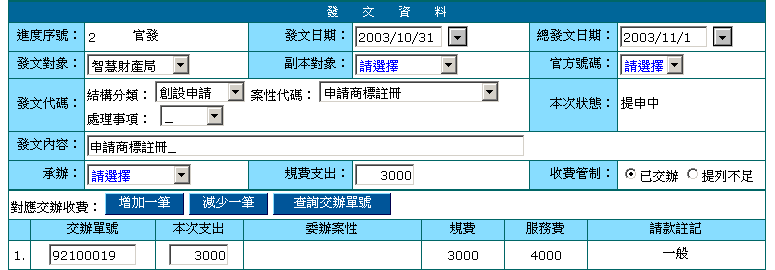 發 文 資 料
進度序號： 2 官發 發文日期： 2003/10/31 總發文日期： 2003/11/1
發文對象： 智慧財產局 副本對象： 請選擇 官方號碼： 請選擇
發文代碼： 結構分類： 創設申請 案性代碼： 申請商標註冊 本次狀態： 提申中
處理事項： _
發文內容： 申請商標註冊_
承辦： 請選擇 規費支出： 3000 收費管制： 已交辦 提列不足
對應交辦收費： 增加一筆 減少一筆 查詢交辦單號
交辦單號 本次支出 委辦案性 規費 服務費 請款註記
1. 92100019 3000 3000 4000 一般